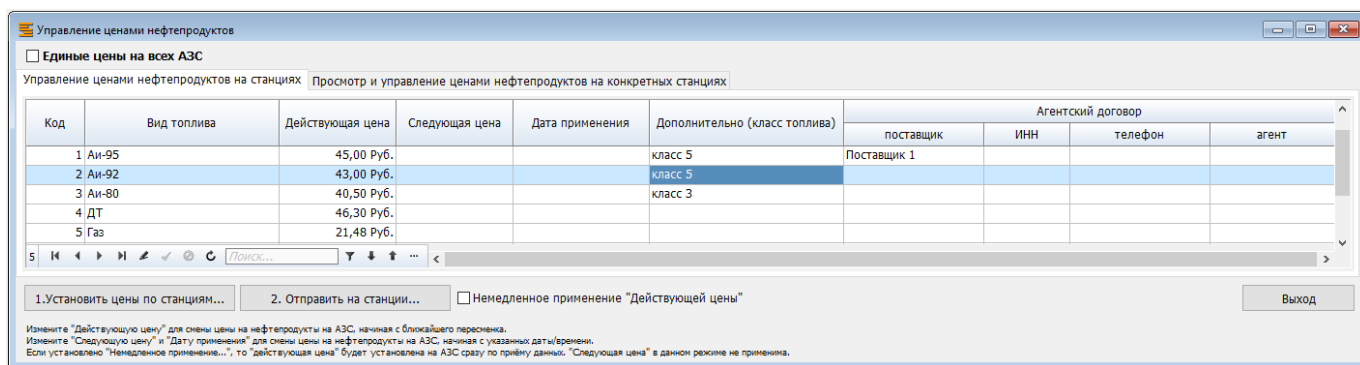 Управление ценами нефтепродуктов
Единые цены на всех АЗС
Управление ценами нефтепродуктов на станциях Просмотр и управление ценами нефтепродуктов на конкретных станциях
Код Вид топлива Действующая цена Следующая цена Дата применения Дополнительно (класс топлива) Агентский договор
поставщик ИНН телефон агент
1 Аи-95 45,00 Руб. класс 5 Поставщик 1
2 Аи-92 43,00 Руб. класс 5
3 Аи-80 40,50 Руб. класс 3
4 ДТ 46,30 Руб.
5 Газ 21,48 Руб.
5 Поиск... ...
1.Установить цены по станциям... 2. Отправить на станции... Немедленное применение "Действующей цены" Выход
Измените "Действующую цену" для смены цены на нефтепродукты на АЗС, начиная с ближайшего пересменка.
Измените "Следующую цену" и "Дату применения" для смены цены на нефтепродукты на АЗС, начиная с указанных даты/времени.
Если установлено "Немедленное применение...", то "действующая цена" будет установлена на АЗС сразу по приёму данных. "Следующая цена" в данном режиме не применима.